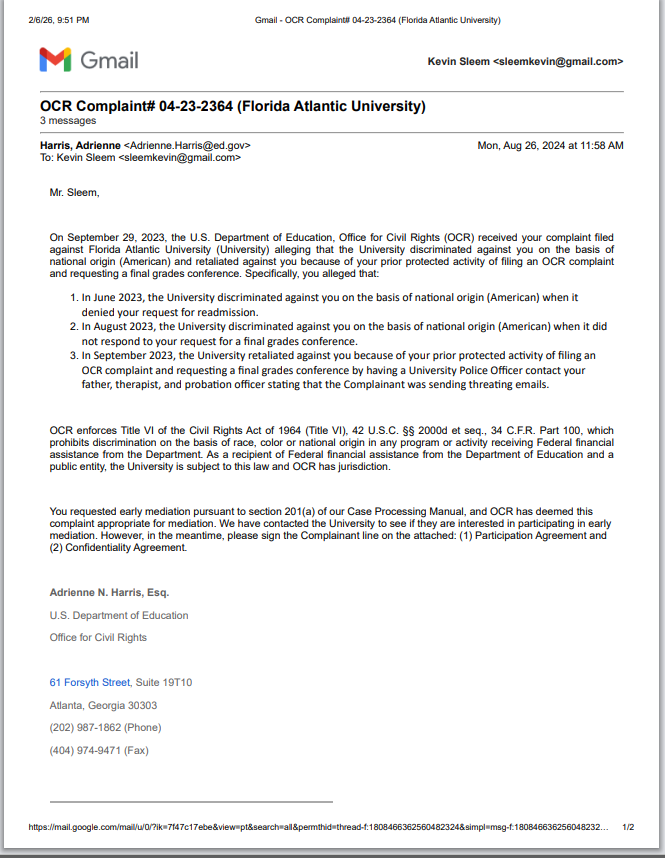 2/6/26, 9:51 PM
Gmail - OCR Complaint# 04-23-2364 (Florida Atlantic University)
Gmail
Kevin Sleem <sleemkevin@gmail.com>
OCR Complaint# 04-23-2364 (Florida Atlantic University)
3 messages
Harris, Adrienne <Adrienne.Harris@ed.gov>
Mon, Aug 26, 2024 at 11:58 AM
To: Kevin Sleem <sleemkevin@gmail.com>
Mr. Sleem,
On September 29, 2023, the U.S. Department of Education, Office for Civil Rights (OCR) received your complaint filed
against Florida Atlantic University (University) alleging that the University discriminated against you on the basis of
national origin (American) and retaliated against you because of your prior protected activity of filing an OCR complaint
and requesting a final grades conference. Specifically, you alleged that:
1. In June 2023, the University discriminated against you on the basis of national origin (American) when it
denied your request for readmission.
2. In August 2023, the University discriminated against you on the basis of national origin (American) when it did
not respond to your request for a final grades conference.
3. In September 2023, the University retaliated against you because of your prior protected activity of filing an
OCR complaint and requesting a final grades conference by having a University Police Officer contact your
father, therapist, and probation officer stating that the Complainant was sending threating emails.
OCR enforces Title VI of the Civil Rights Act of 1964 (Title VI), 42 U.S.C. §§ 2000d et seq., 34 C.F.R. Part 100, which
prohibits discrimination on the basis of race, color or national origin in any program or activity receiving Federal financial
assistance from the Department. As a recipient of Federal financial assistance from the Department of Education and a
public entity, the University is subject to this law and OCR has jurisdiction.
You requested early mediation pursuant to section 201(a) of our Case Processing Manual, and OCR has deemed this
complaint appropriate for mediation. We have contacted the University to see if they are interested in participating in early
mediation. However, in the meantime, please sign the Complainant line on the attached: (1) Participation Agreement and
(2) Confidentiality Agreement.
Adrienne N. Harris, Esq.
U.S. Department of Education
Office for Civil Rights
61 Forsyth Street, Suite 19T10
Atlanta, Georgia 30303
(202) 987-1862 (Phone)
(404) 974-9471 (Fax)
https://mail.google.com/mail/u/0/?ik=7f47c17ebe&view=pt&search=all&permthid=thread-f:1808466362560482324&simpl=msg-f:180846636256048232...
1/2